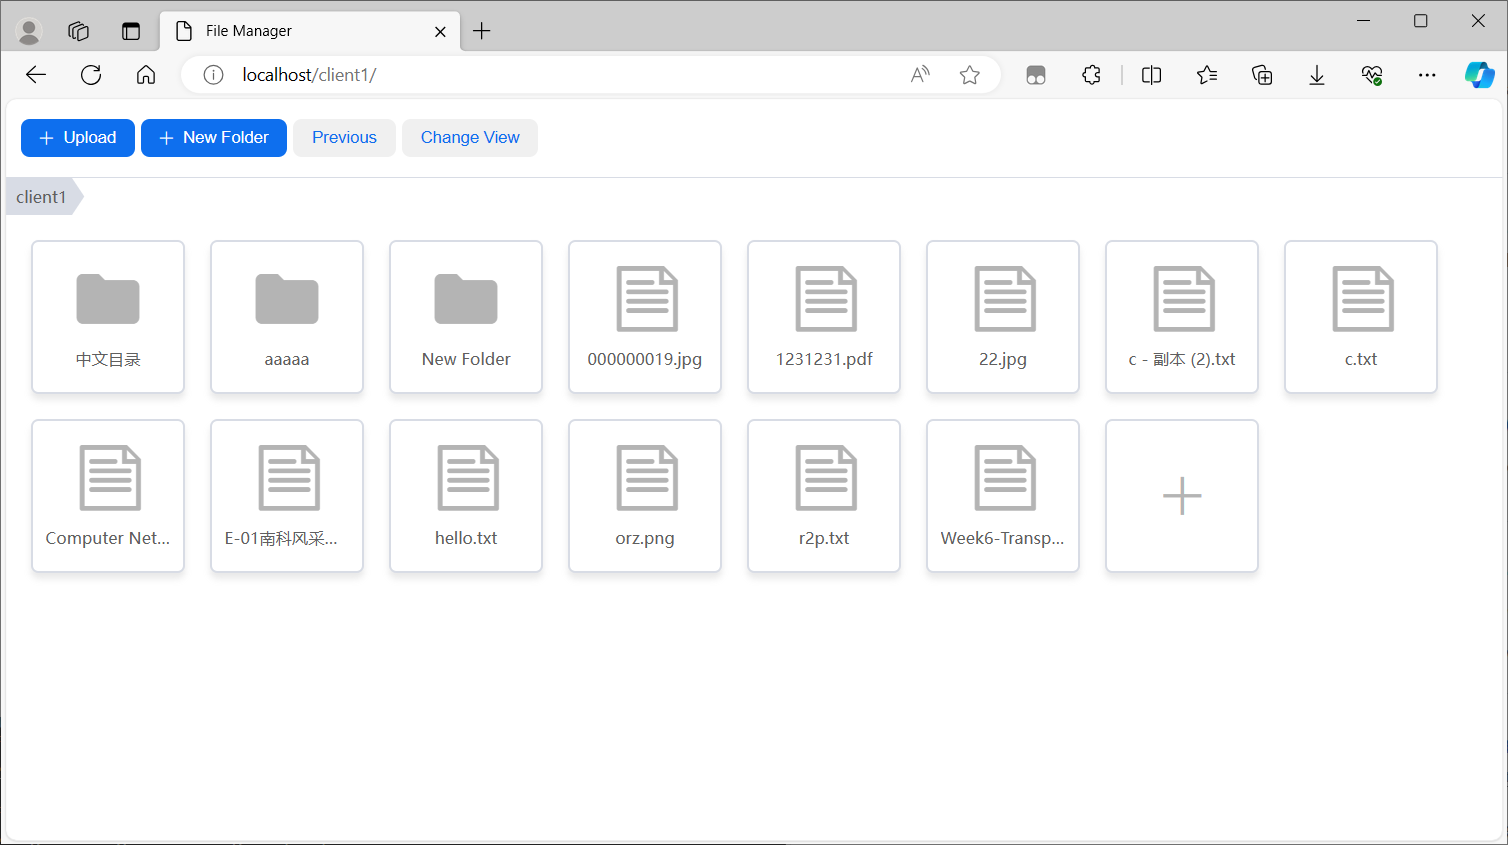 File Manager
localhost/client1/
Upload
New Folder
Previous
Change View
client1
中文目录
aaaaa
New Folder
000000019.jpg
1231231.pdf
22.jpg
c - 副本 (2).txt
c.txt
Computer Net...
E-01南科风采...
hello.txt
orz.png
r2p.txt
Week6-Transp...